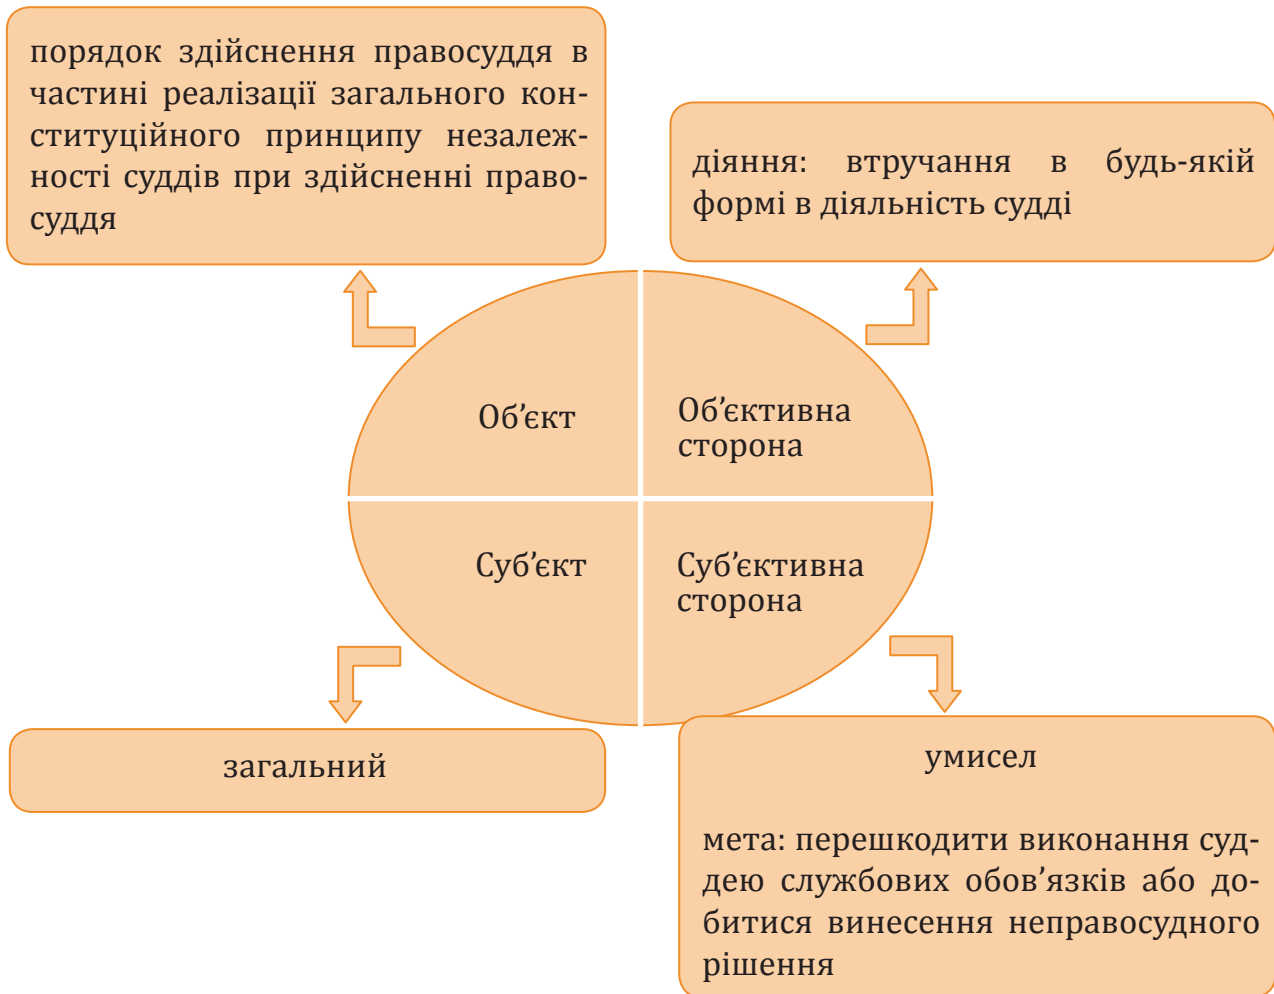 порядок здійснення правосуддя в
частині реалізації загального кон-
ституційного принципу незалеж-
ності суддів при здійсненні право-
суддя
діяння: втручання в будь-якій
формі в діяльність судді
Об’єкт
Об’єктивна
сторона
Суб’єкт
Суб’єктивна
сторона
загальний
умисел
мета: перешкодити виконання суд-
дею службових обов’язків або до-
битися винесення неправосудного
рішення